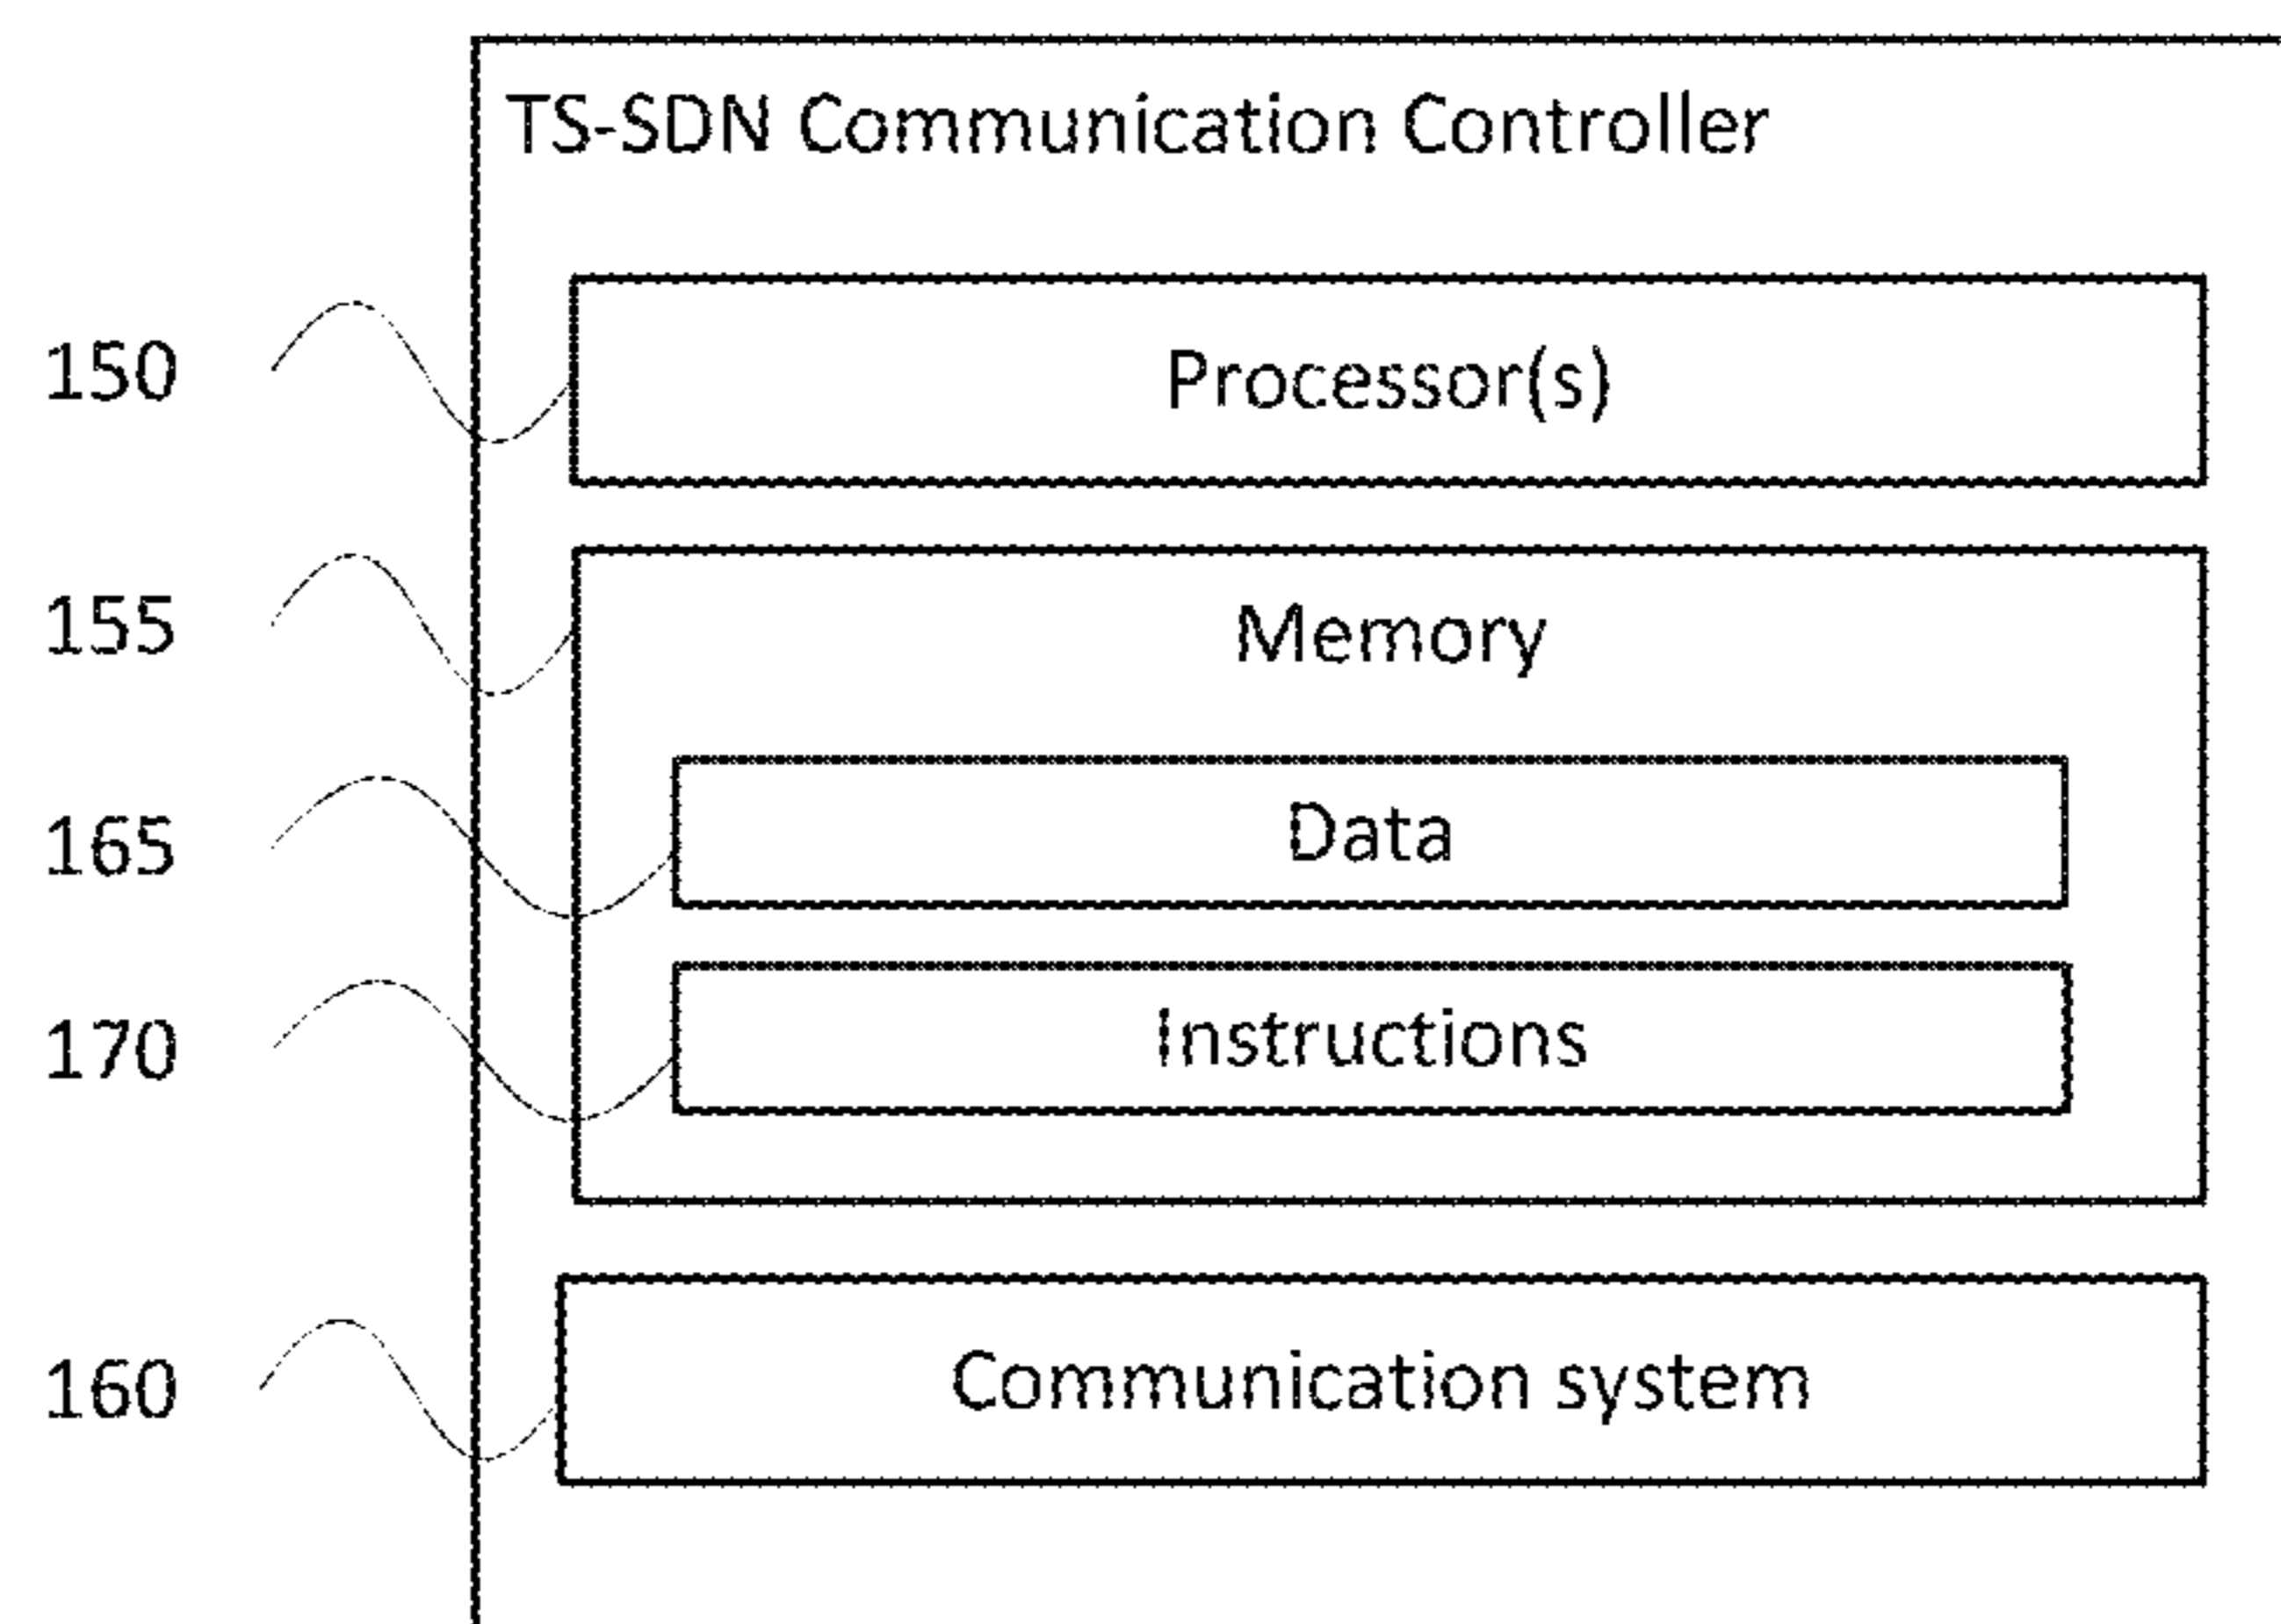 TS-SDN Communication Controller
150
Processor(s)
155
Memory
165
Data
170
Instructions
160
Communication system